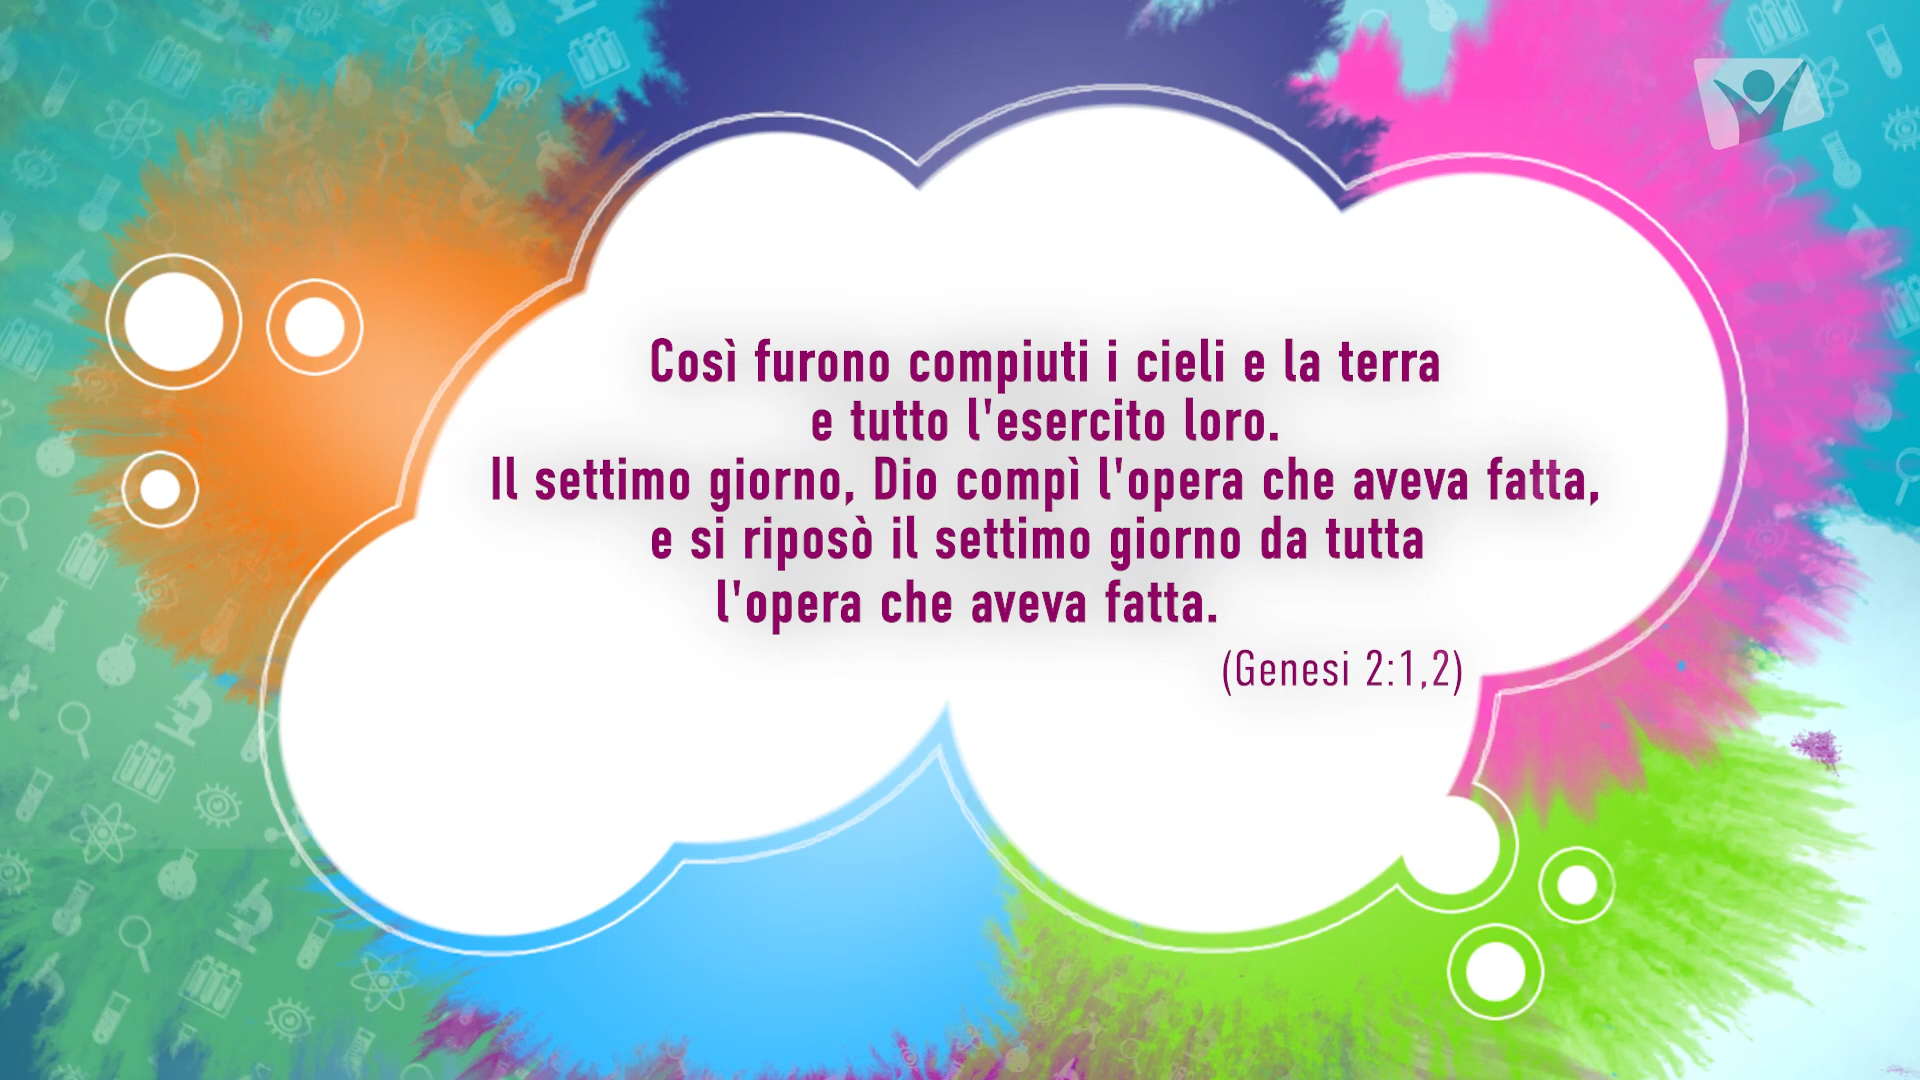 Così furono compiuti i cieli e la terra
e tutto l'esercito loro.
Il settimo giorno, Dio compì l'opera che aveva fatta,
e si riposò il settimo giorno da tutta
l'opera che aveva fatta.
(Genesi 2:1,2)